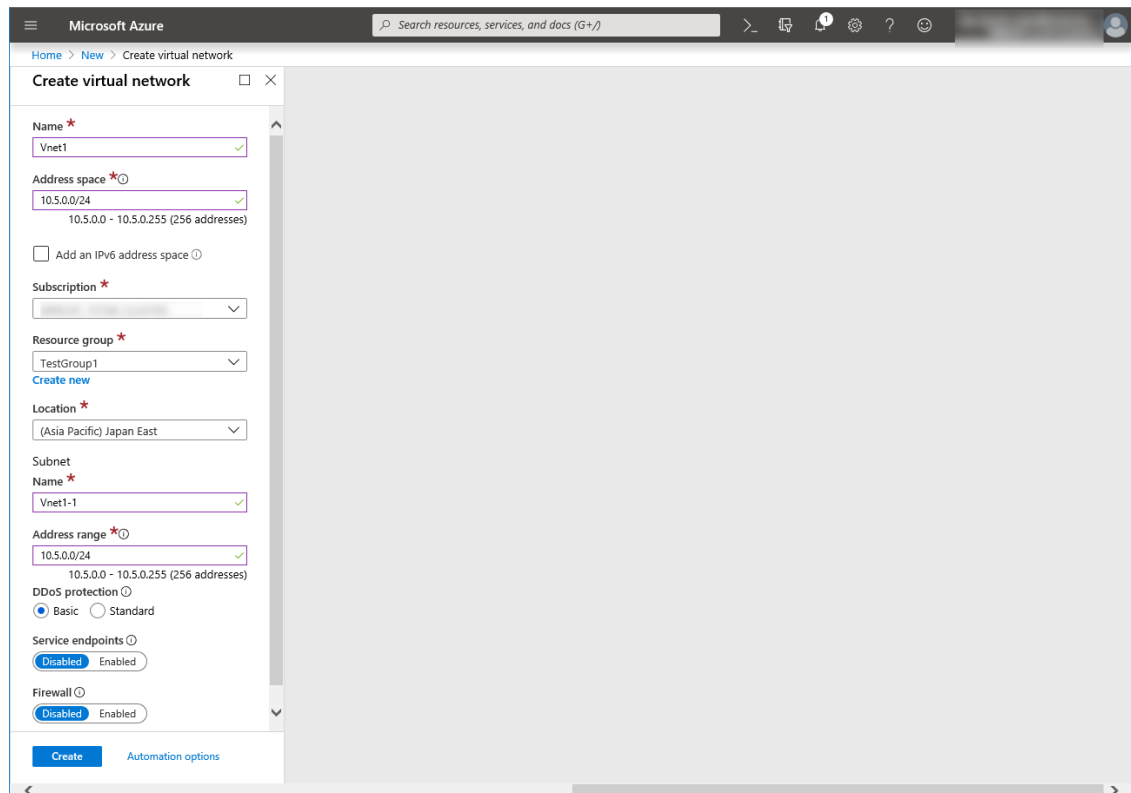 Microsoft Azure
Search resources, services, and docs (G+/)
1
Home > New > Create virtual network
Create virtual network
Name *
Vnet1
Address space *
10.5.0.0/24
10.5.0.0 - 10.5.0.255 (256 addresses)
Add an IPv6 address space
Subscription *
Resource group *
TestGroup1
Create new
Location *
(Asia Pacific) Japan East
Subnet
Name *
Vnet1-1
Address range *
10.5.0.0/24
10.5.0.0 - 10.5.0.255 (256 addresses)
DDoS protection
Basic Standard
Service endpoints
Disabled Enabled
Firewall
Disabled Enabled
Create Automation options